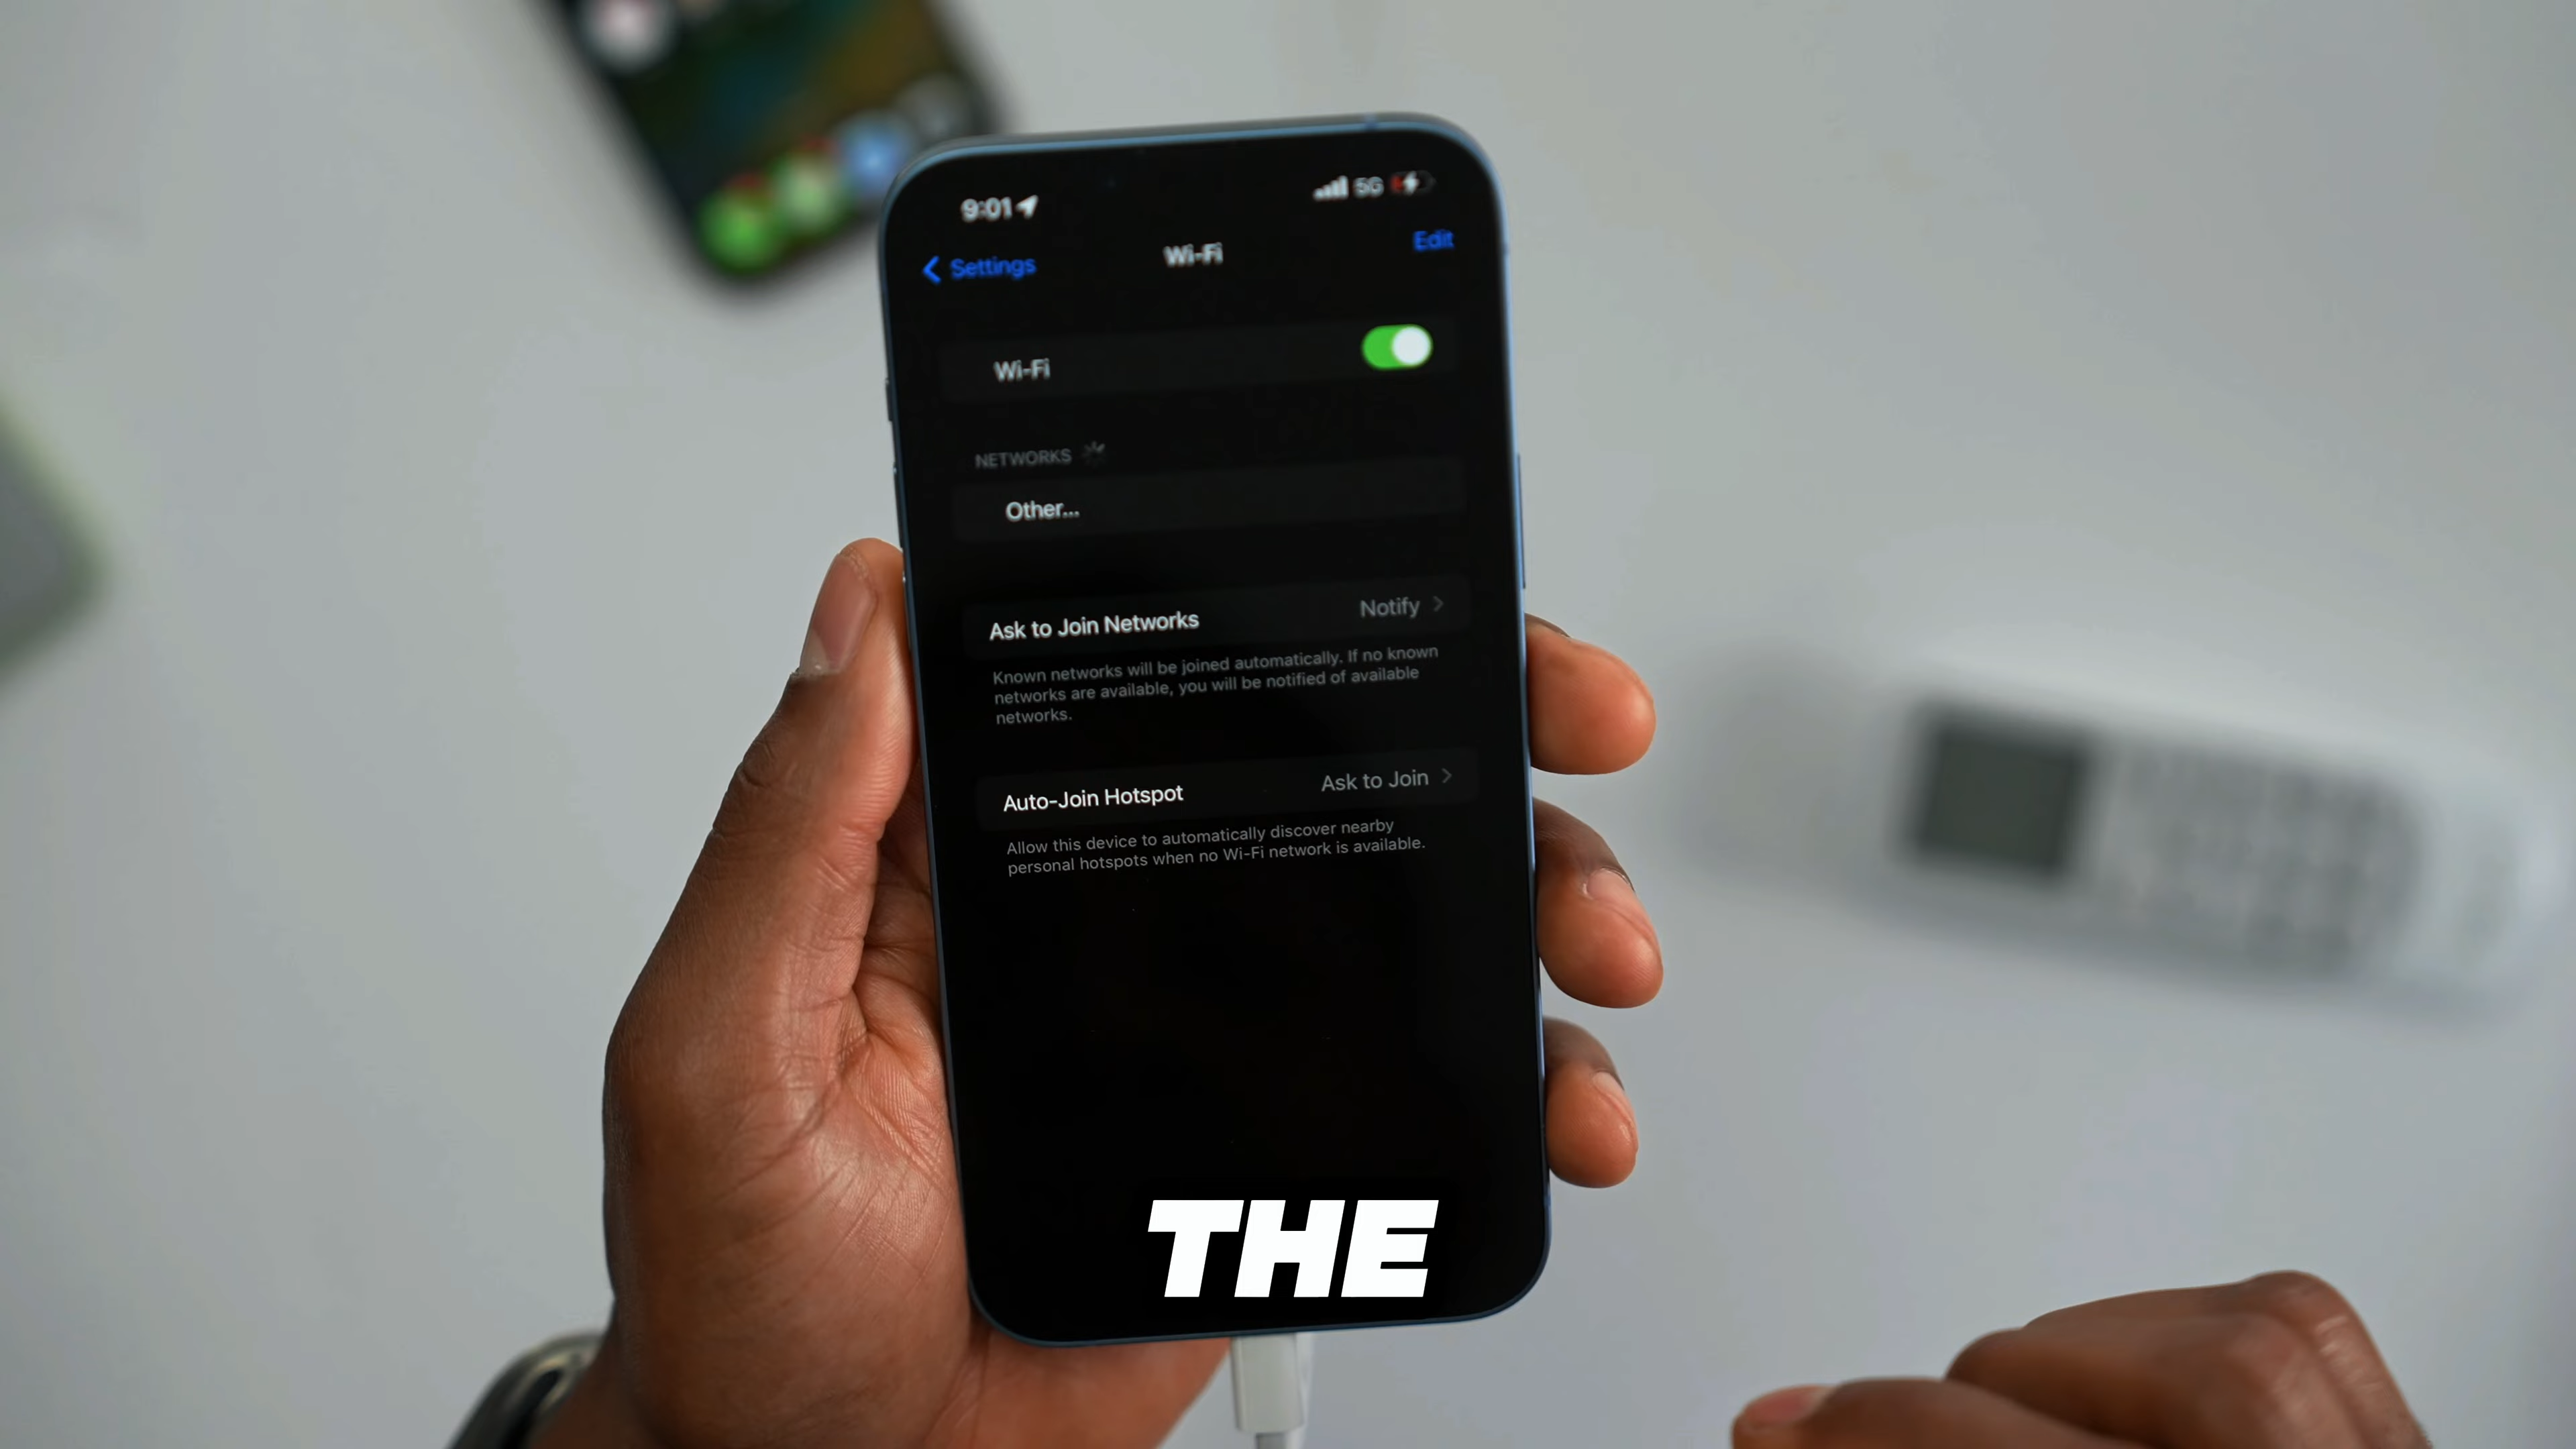 9:01
5G
Settings
Wi-Fi
Edit
Wi-Fi
NETWORKS
Other...
Ask to Join Networks
Notify
Known networks will be joined automatically. If no known
networks are available, you will be notified of available
networks.
Auto-Join Hotspot
Ask to Join
Allow this device to automatically discover nearby
personal hotspots when no Wi-Fi network is available.
THE